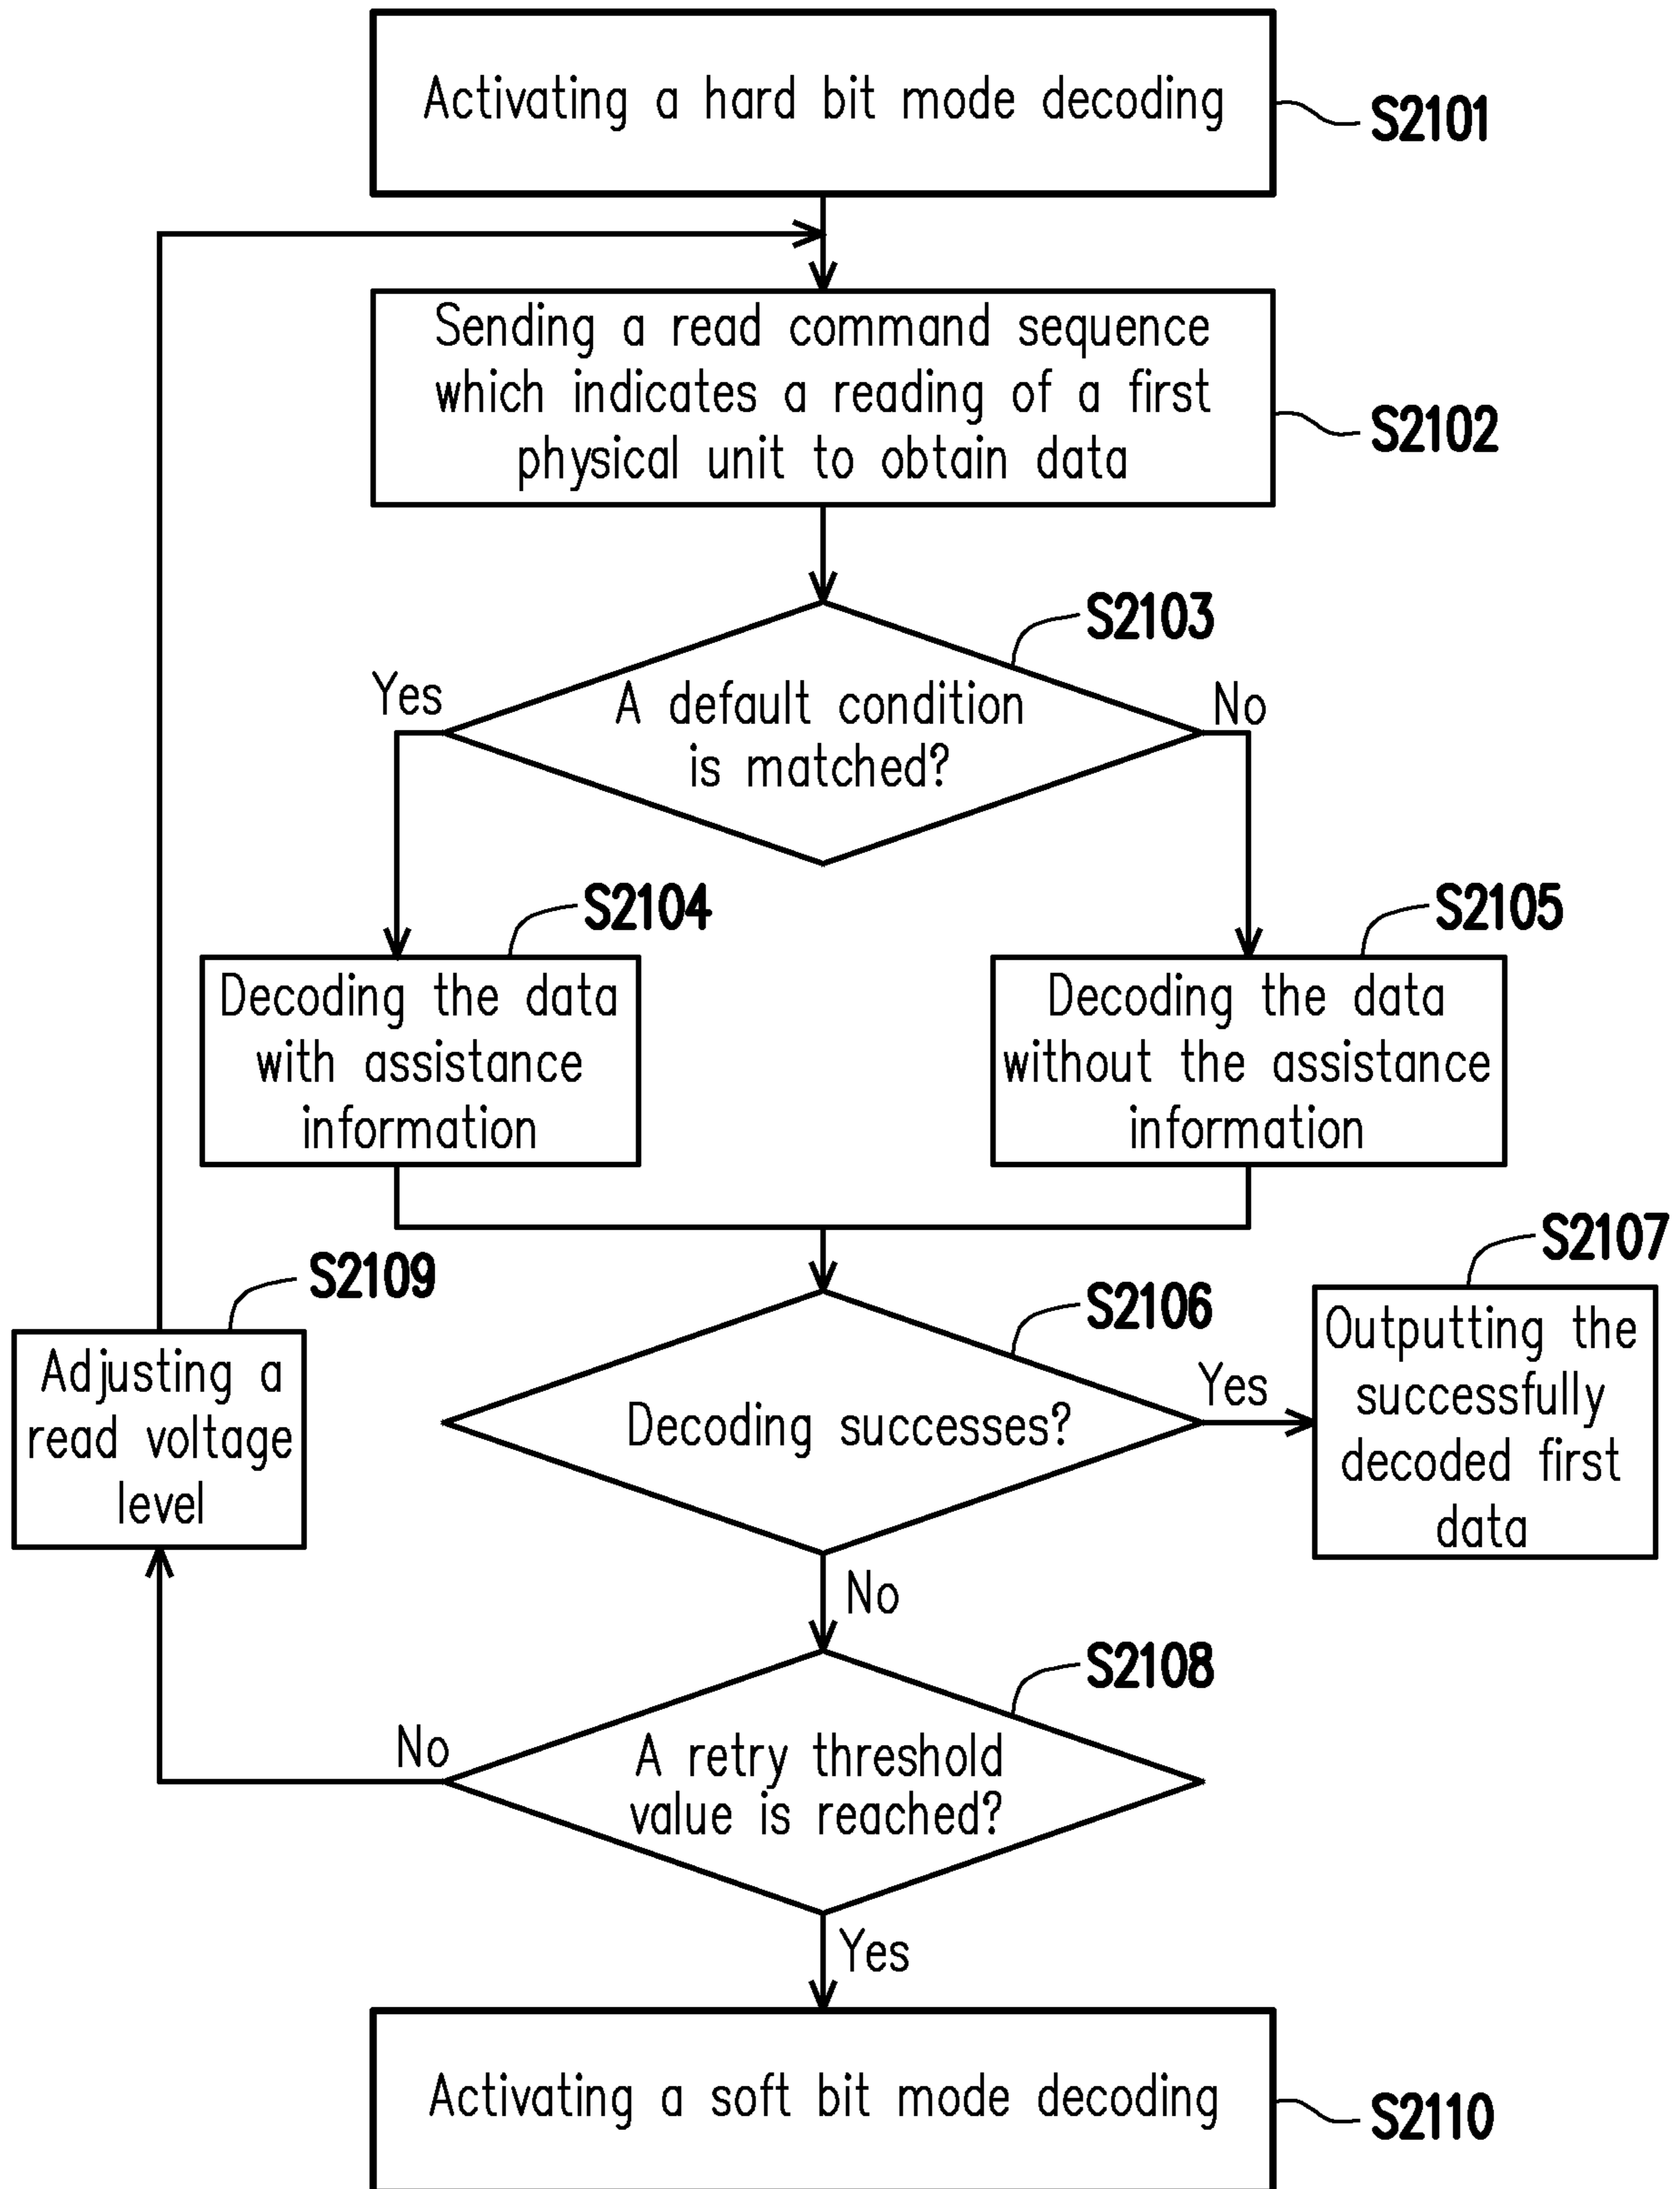 Activating a hard bit mode decoding
S2101
Sending a read command sequence
which indicates a reading of a first
physical unit to obtain data
S2102
S2103
Yes
A default condition
is matched?
No
S2104
S2105
Decoding the data
with assistance
information
Decoding the data
without the assistance
information
S2107
S2109
S2106
Adjusting a
read voltage
level
Decoding successes?
Yes
Outputting the
successfully
decoded first
data
No
S2108
No
A retry threshold
value is reached?
Yes
Activating a soft bit mode decoding
S2110